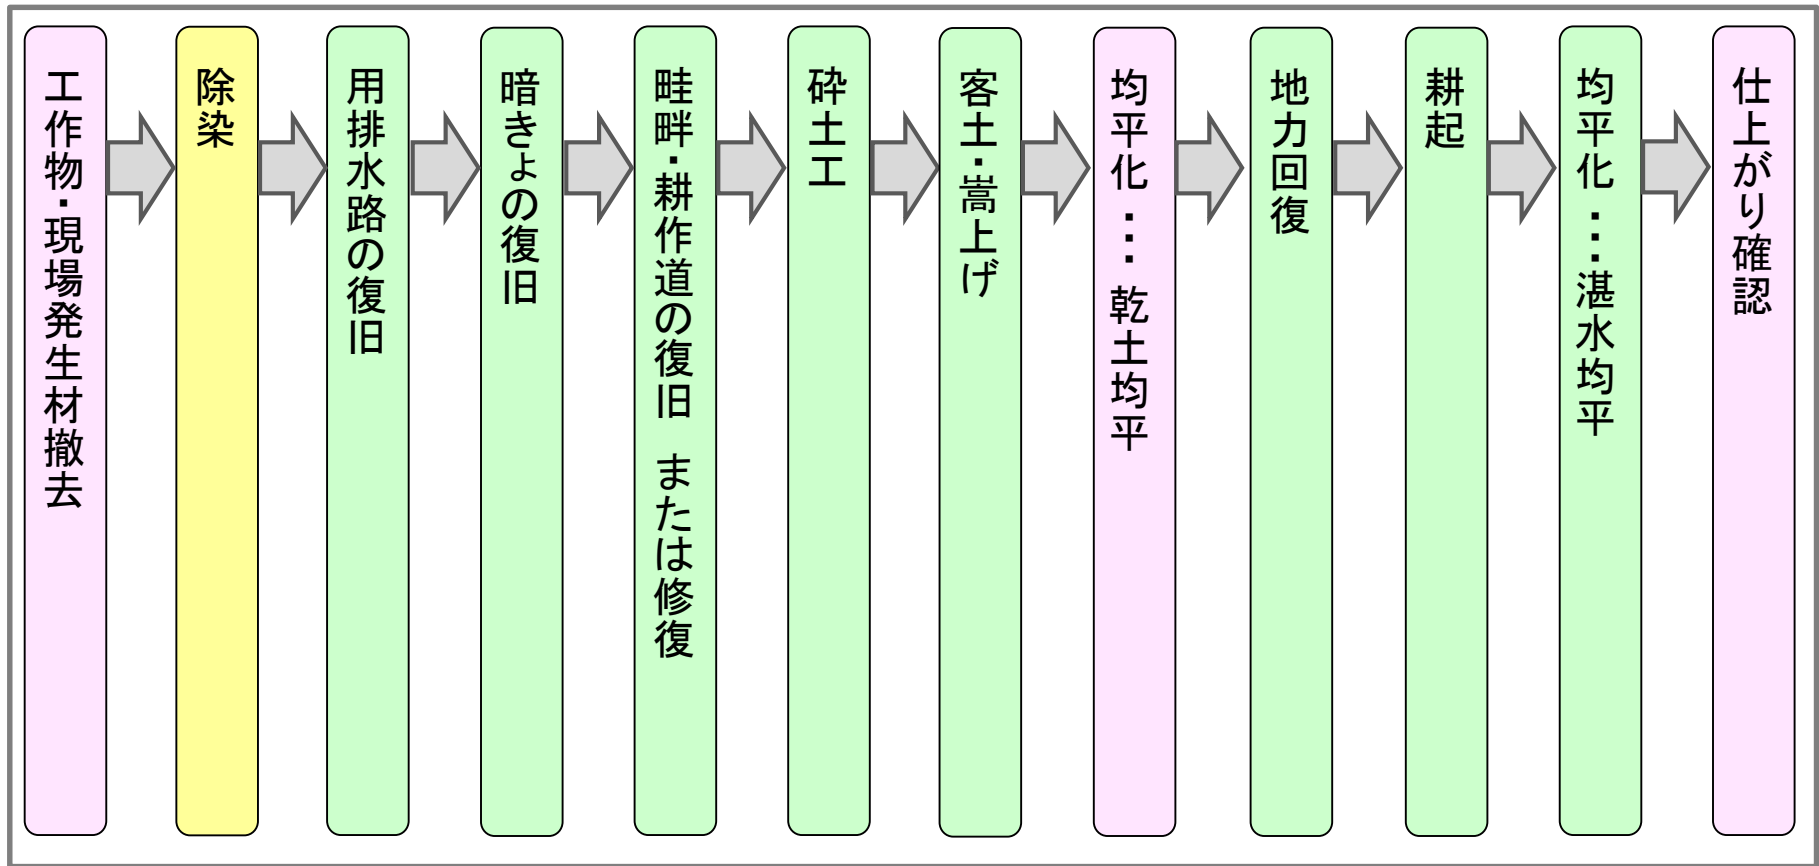 工作物・現場発生材撤去
除染
用排水路の復旧
暗きょの復旧
畦畔・耕作道の復旧 または修復
砕土工
客土・嵩上げ
均平化・・・乾土均平
地力回復
耕起
均平化・・・湛水均平
仕上がり確認